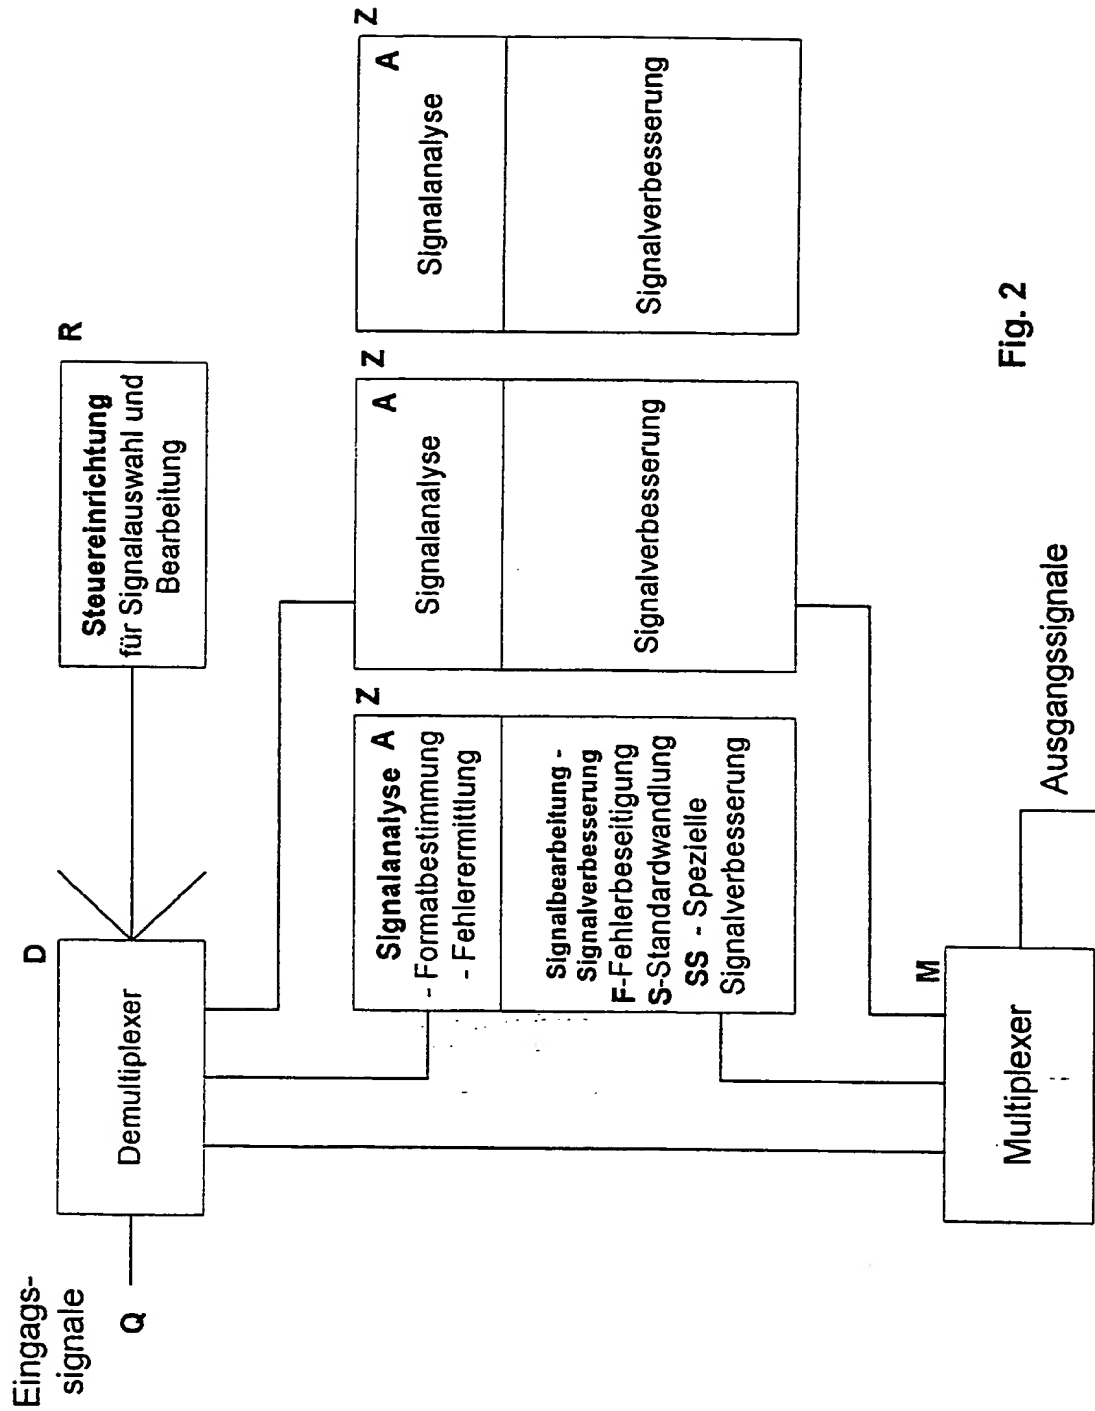 Eingags-
signale
Q
D
Demultiplexer
R
Steuereinrichtung
für Signalauswahl und
Bearbeitung
Z
Signalanalyse A
- Formatbestimmung
- Fehlerermittlung
Signalbearbeitung -
Signalverbesserung
F-Fehlerbeseitigung
S-Standardwandlung
SS - Spezielle
Signalverbesserung
Z
A
Signalanalyse
Signalverbesserung
Z
A
Signalanalyse
Signalverbesserung
M
Multiplexer
Ausgangssignale
Fig. 2